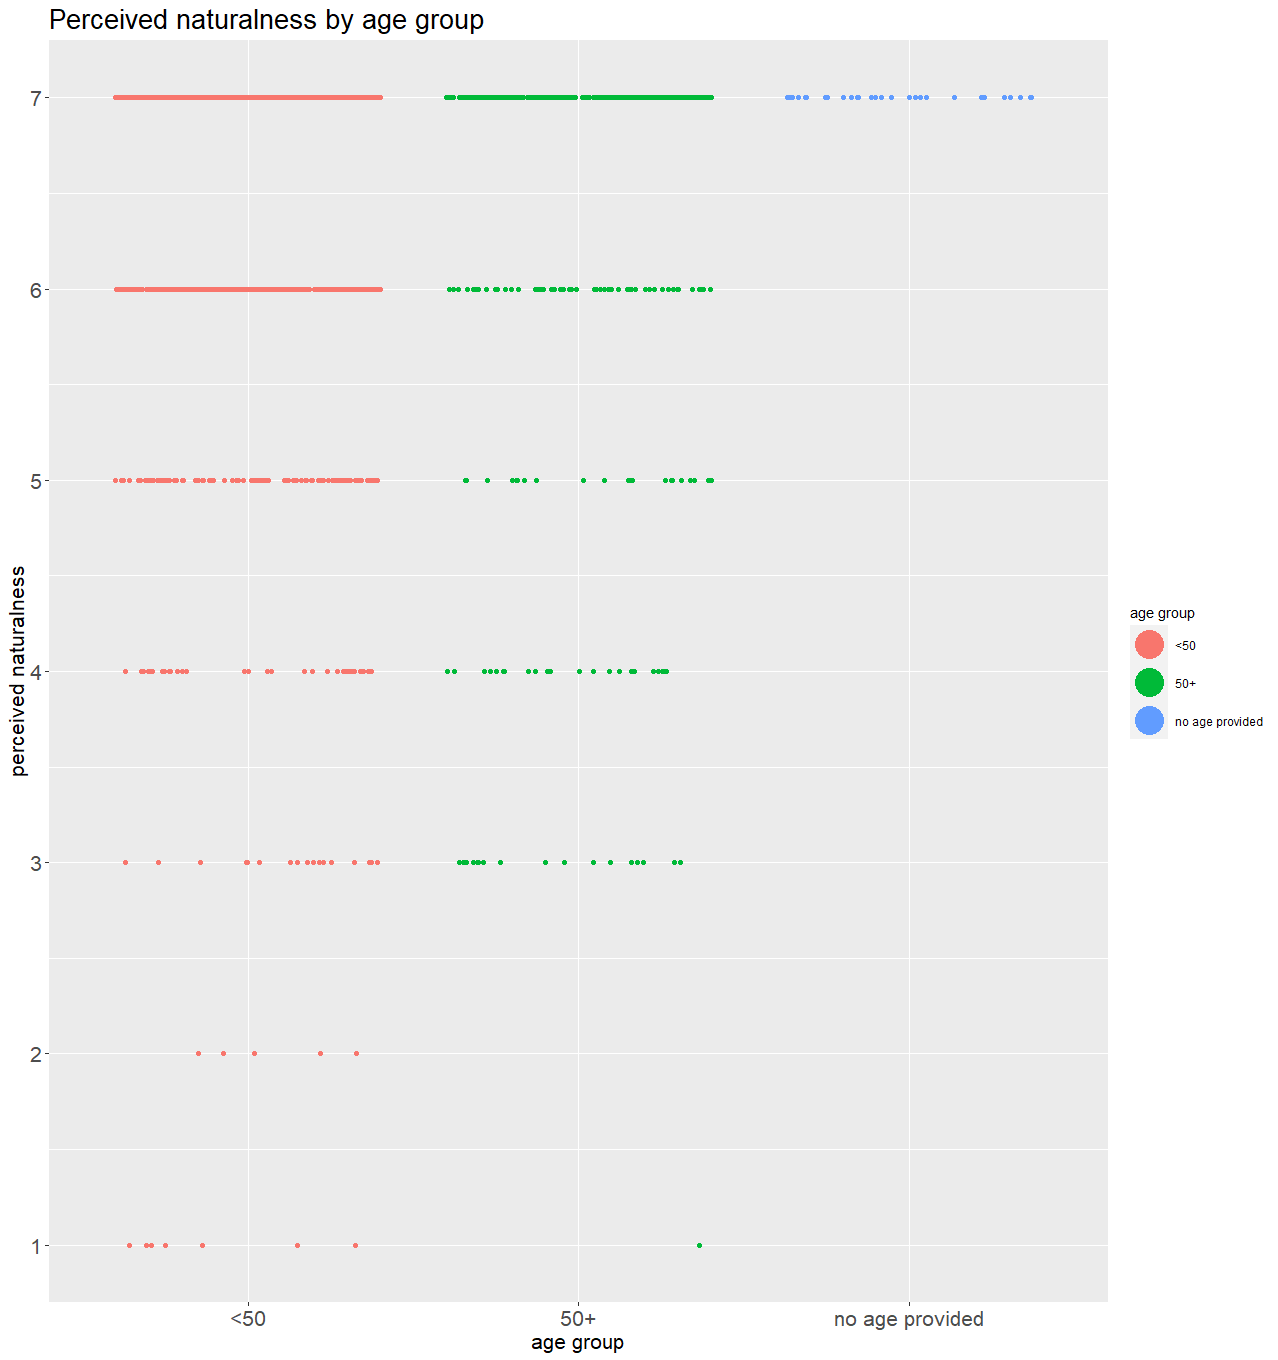 Perceived naturalness by age group
perceived naturalness
7
6
5
4
3
2
1
<50
50+
no age provided
age group
age group
<50
50+
no age provided